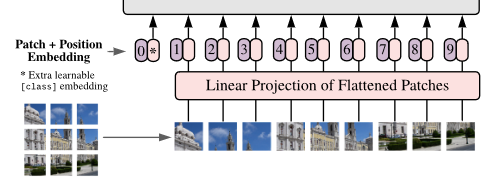 Patch + Position
Embedding
* Extra learnable
[class] embedding
0 * 1 2 3 4 5 6 7 8 9
Linear Projection of Flattened Patches